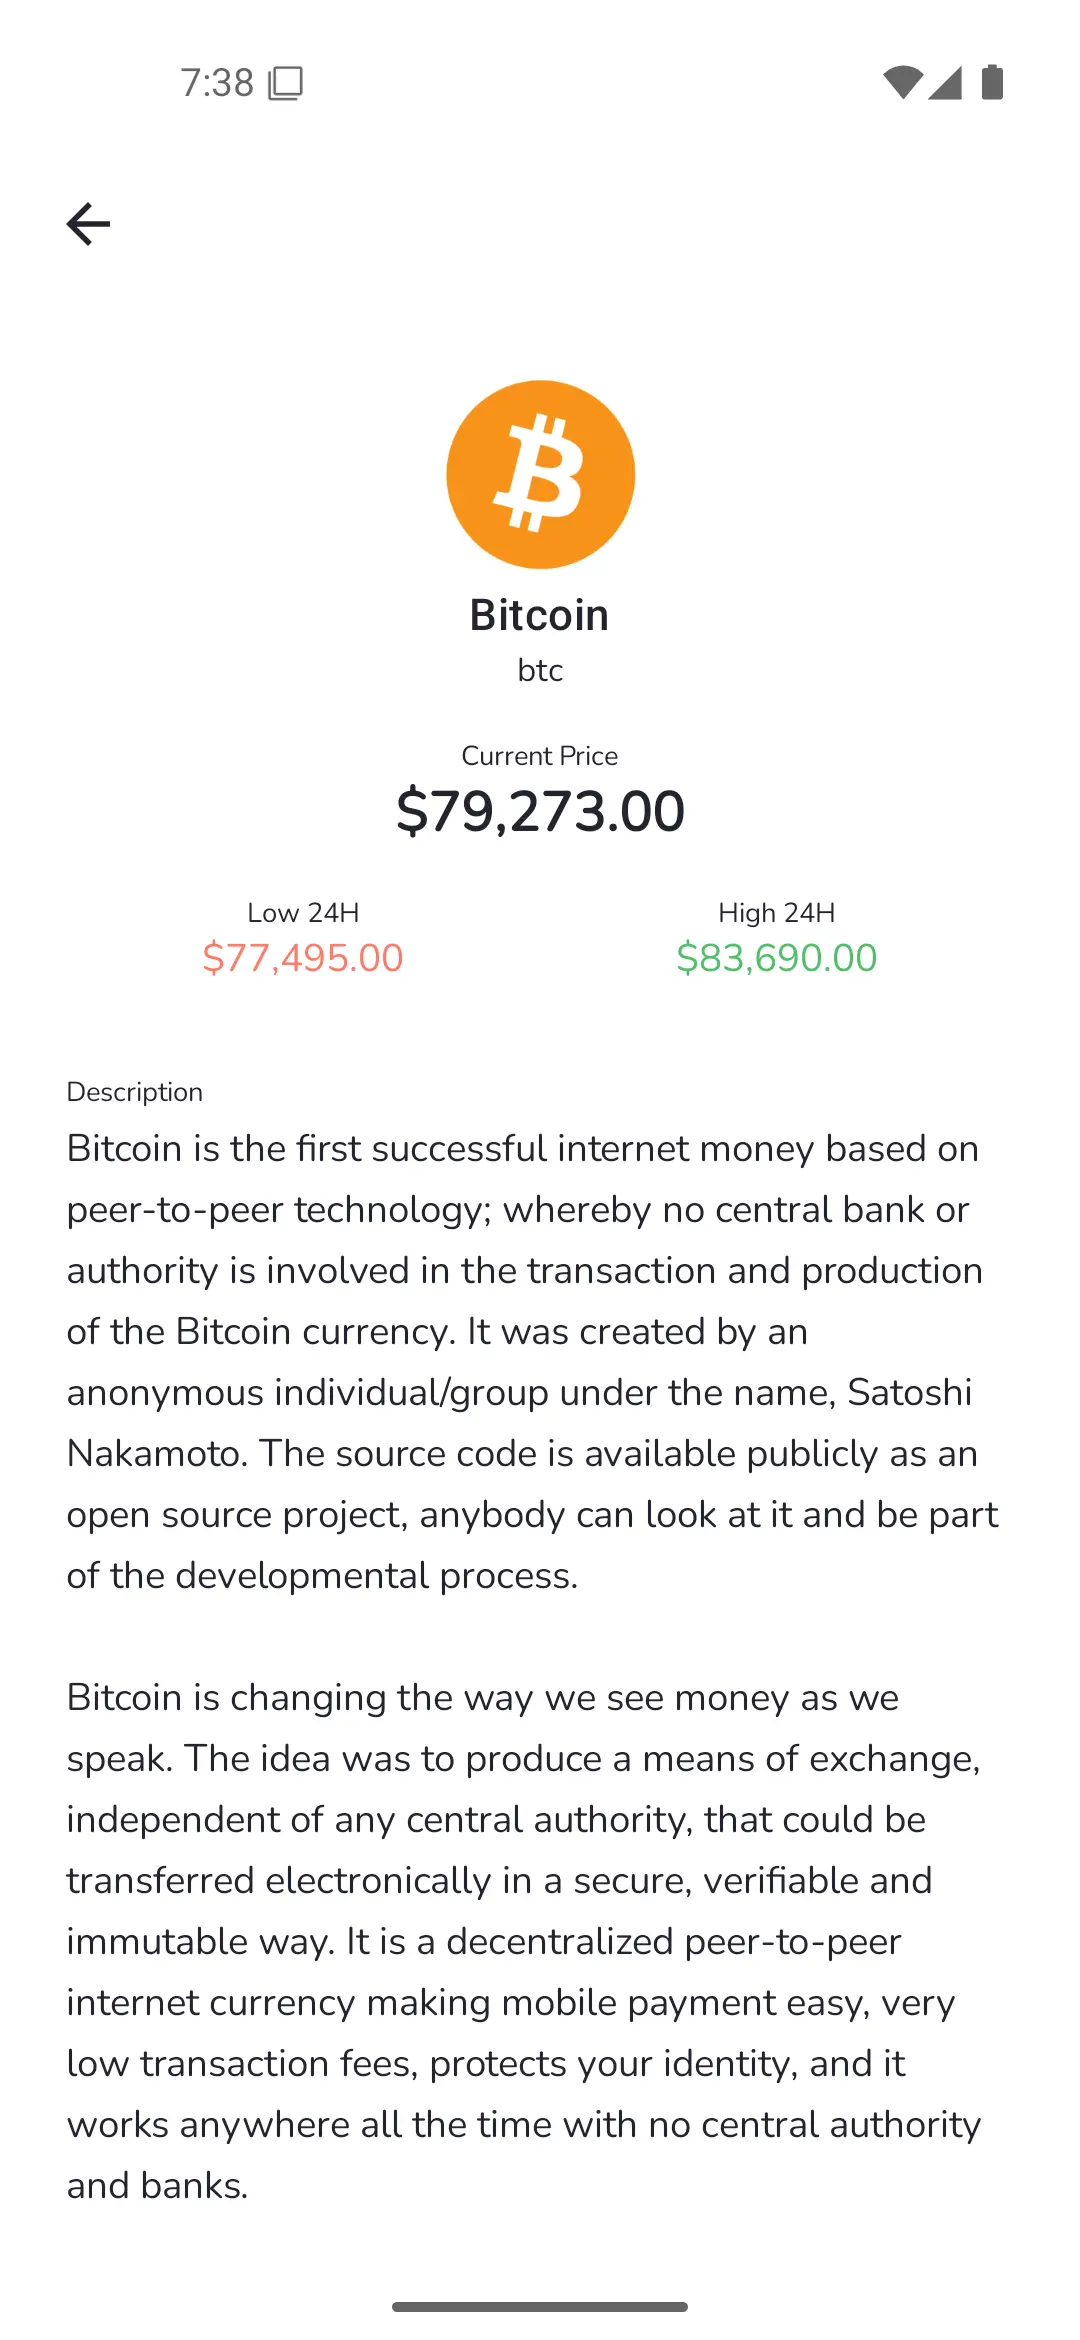 7:38
Bitcoin
btc
Current Price
$79,273.00
Low 24H
High 24H
$77,495.00
$83,690.00
Description
Bitcoin is the first successful internet money based on
peer-to-peer technology; whereby no central bank or
authority is involved in the transaction and production
of the Bitcoin currency. It was created by an
anonymous individual/group under the name, Satoshi
Nakamoto. The source code is available publicly as an
open source project, anybody can look at it and be part
of the developmental process.
Bitcoin is changing the way we see money as we
speak. The idea was to produce a means of exchange,
independent of any central authority, that could be
transferred electronically in a secure, verifiable and
immutable way. It is a decentralized peer-to-peer
internet currency making mobile payment easy, very
low transaction fees, protects your identity, and it
works anywhere all the time with no central authority
and banks.